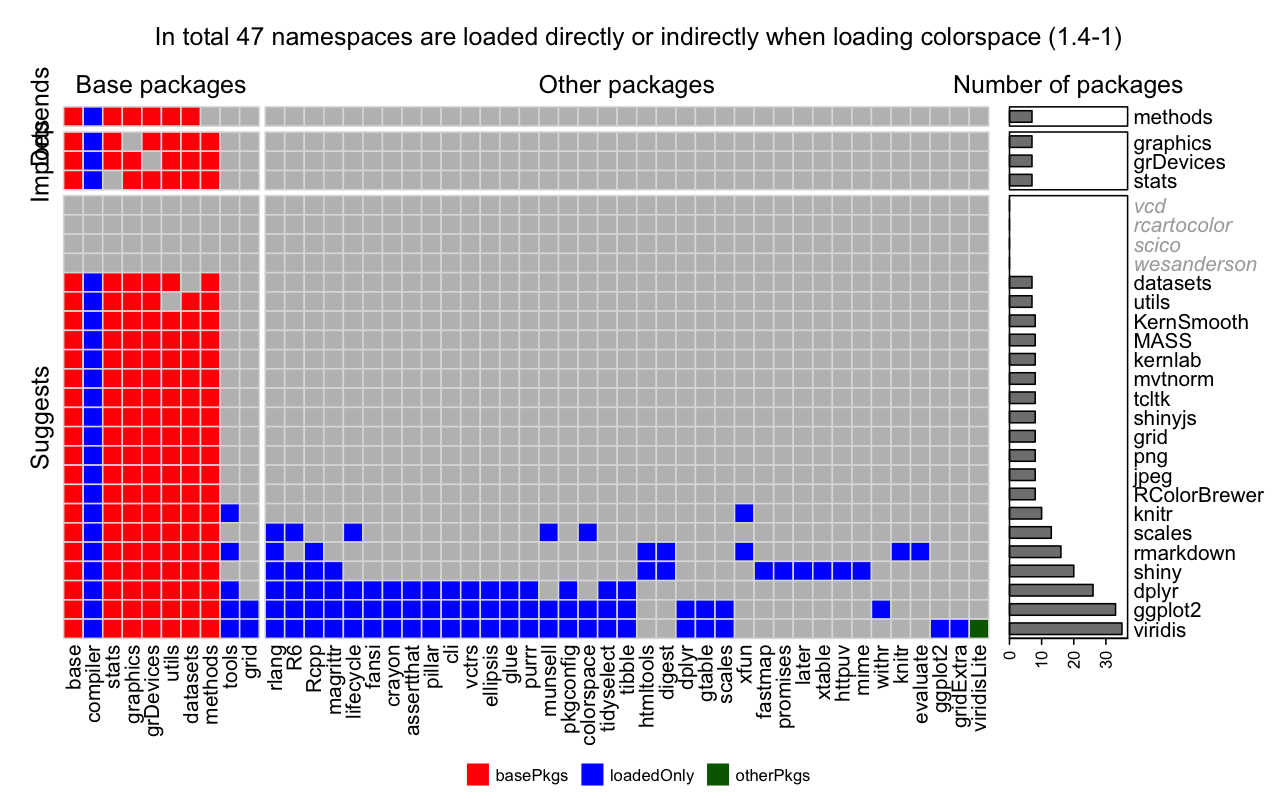 In total 47 namespaces are loaded directly or indirectly when loading colorspace (1.4-1)
Base packages
Other packages
Number of packages
Depends
Imports
Suggests
methods
graphics
grDevices
stats
vcd
rcartocolor
scico
wesanderson
datasets
utils
KernSmooth
MASS
kernlab
mvtnorm
tcltk
shinyjs
grid
png
jpeg
RColorBrewer
knitr
scales
rmarkdown
shiny
dplyr
ggplot2
viridis
0
10
20
30
base
compiler
stats
graphics
grDevices
utils
datasets
methods
tools
grid
rlang
R6
Rcpp
magrittr
lifecycle
fansi
crayon
assertthat
pillar
cli
vctrs
ellipsis
glue
purrr
munsell
pkgconfig
colorspace
tidyselect
tibble
htmltools
digest
dplyr
gtable
scales
xfun
fastmap
promises
later
xtable
httpuv
mime
withr
knitr
evaluate
ggplot2
gridExtra
viridisLite
basePkgs
loadedOnly
otherPkgs